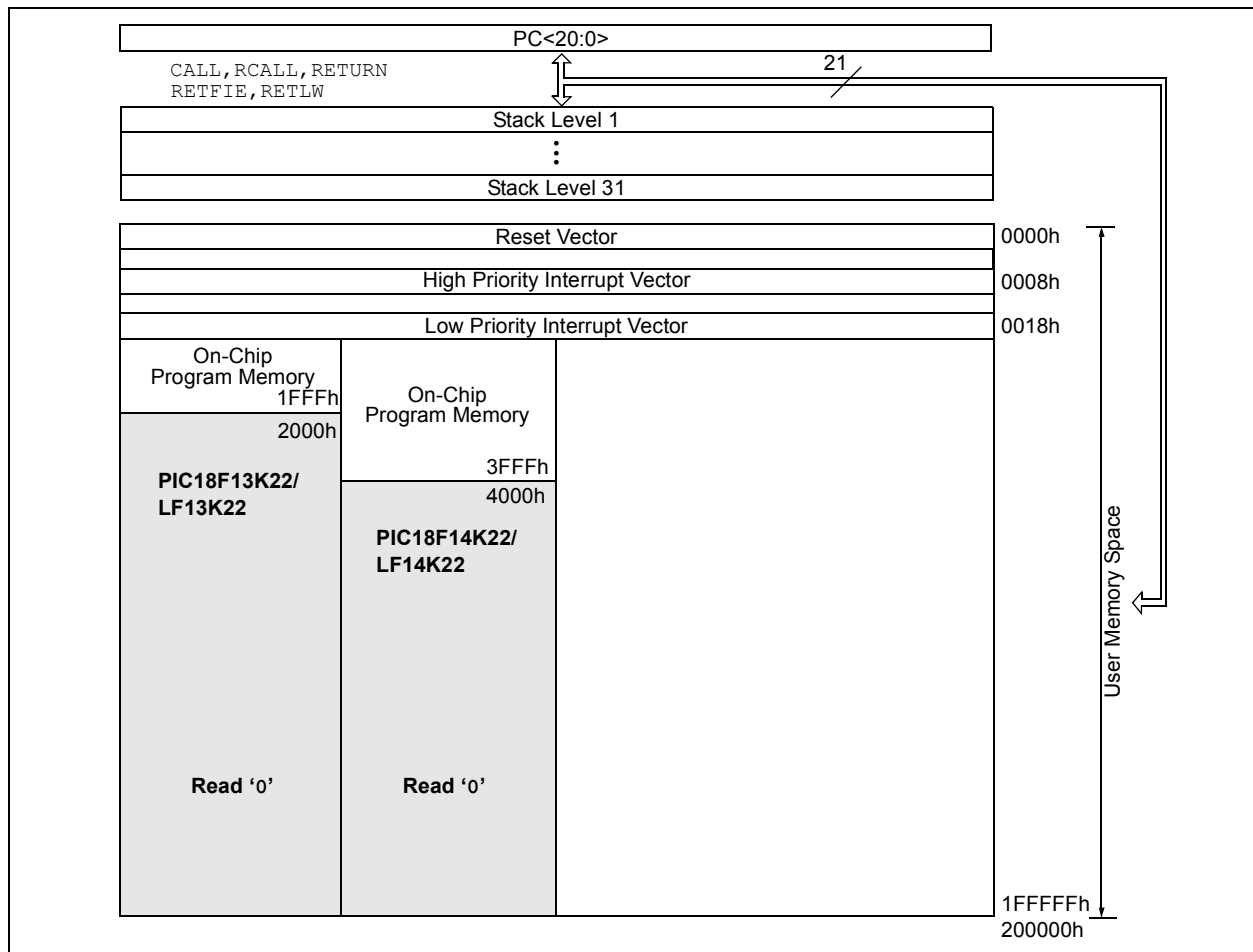 PC<20:0>
CALL,RCALL,RETURN
RETFIE,RETLW
21
Stack Level 1
Stack Level 31
Reset Vector
0000h
High Priority Interrupt Vector
0008h
Low Priority Interrupt Vector
0018h
On-Chip
Program Memory
1FFFh
2000h
PIC18F13K22/
LF13K22
Read ‘0’
On-Chip
Program Memory
3FFFh
4000h
PIC18F14K22/
LF14K22
Read ‘0’
User Memory Space
1FFFFFh
200000h